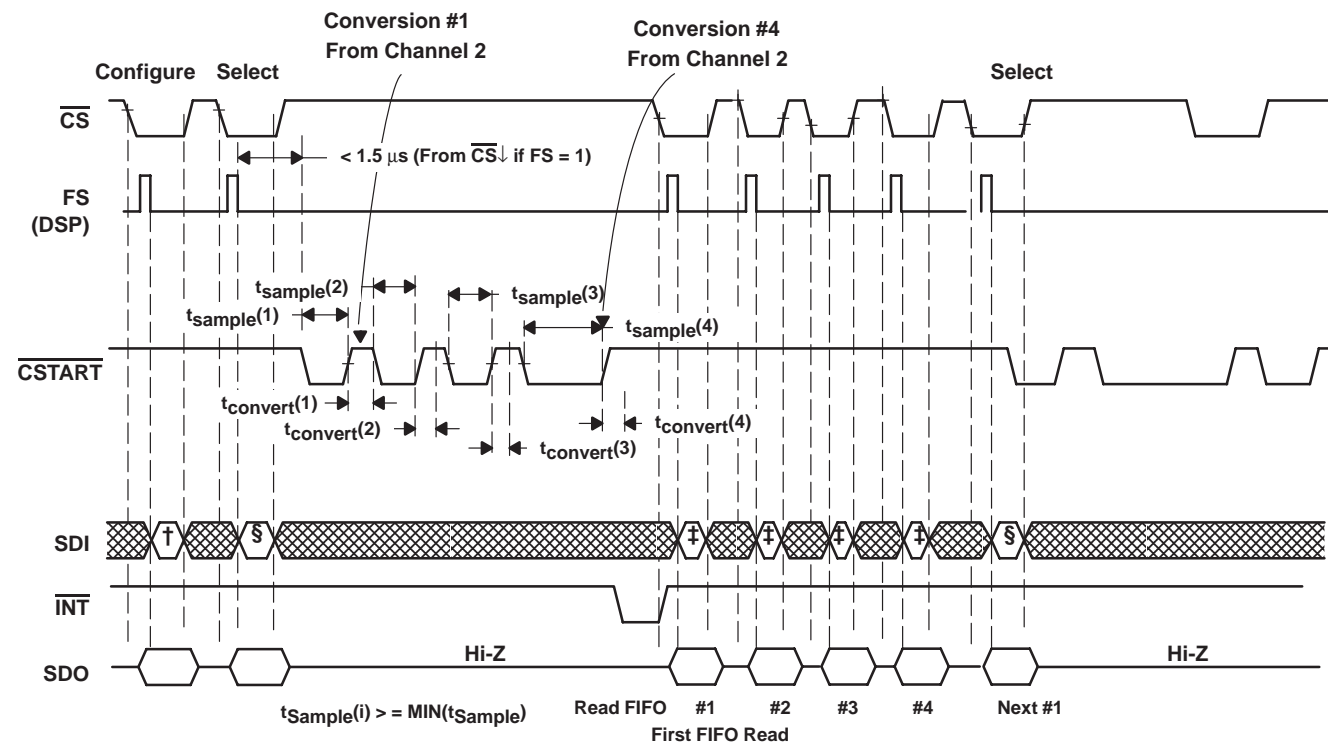 Conversion #1
From Channel 2
Conversion #4
From Channel 2
Configure
Select
Select
CS
< 1.5 μs (From CS↓ if FS = 1)
FS
(DSP)
tsample(2)
tsample(1)
tsample(3)
tsample(4)
CSTART
tconvert(1)
tconvert(2)
tconvert(3)
tconvert(4)
SDI
†
§
‡
‡
‡
‡
§
INT
SDO
Hi-Z
Hi-Z
tSample(i) > = MIN(tSample)
Read FIFO
#1
#2
#3
#4
Next #1
First FIFO Read